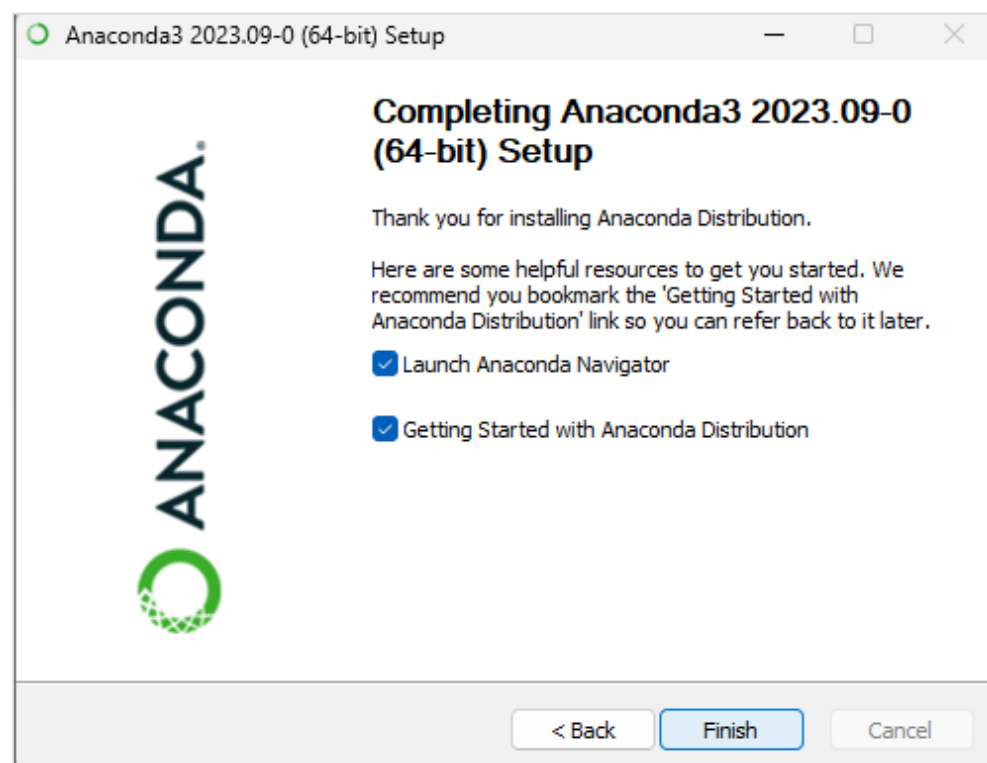 Anaconda3 2023.09-0 (64-bit) Setup
ANACONDA.
Completing Anaconda3 2023.09-0
(64-bit) Setup
Thank you for installing Anaconda Distribution.
Here are some helpful resources to get you started. We
recommend you bookmark the 'Getting Started with
Anaconda Distribution' link so you can refer back to it later.
Launch Anaconda Navigator
Getting Started with Anaconda Distribution
< Back
Finish
Cancel